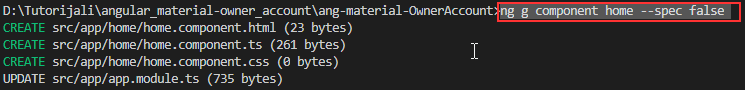 D:\Tutorijali\angular_material-owner_account\ang-material-OwnerAccount>ng g component home --spec false
CREATE src/app/home/home.component.html (23 bytes)
CREATE src/app/home/home.component.ts (261 bytes)
CREATE src/app/home/home.component.css (0 bytes)
UPDATE src/app/app.module.ts (735 bytes)